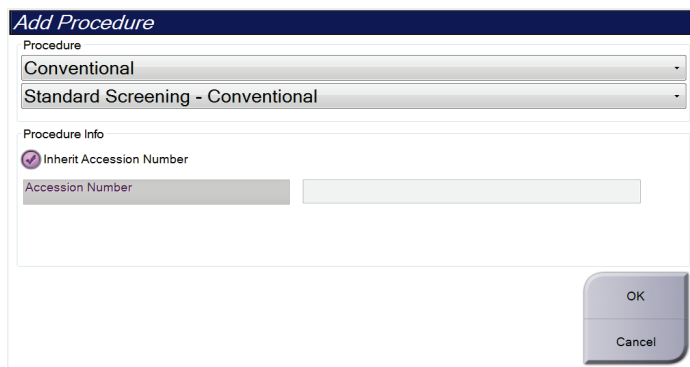 Add Procedure
Procedure
Conventional
Standard Screening - Conventional
Procedure Info
Inherit Accession Number
Accession Number
OK
Cancel